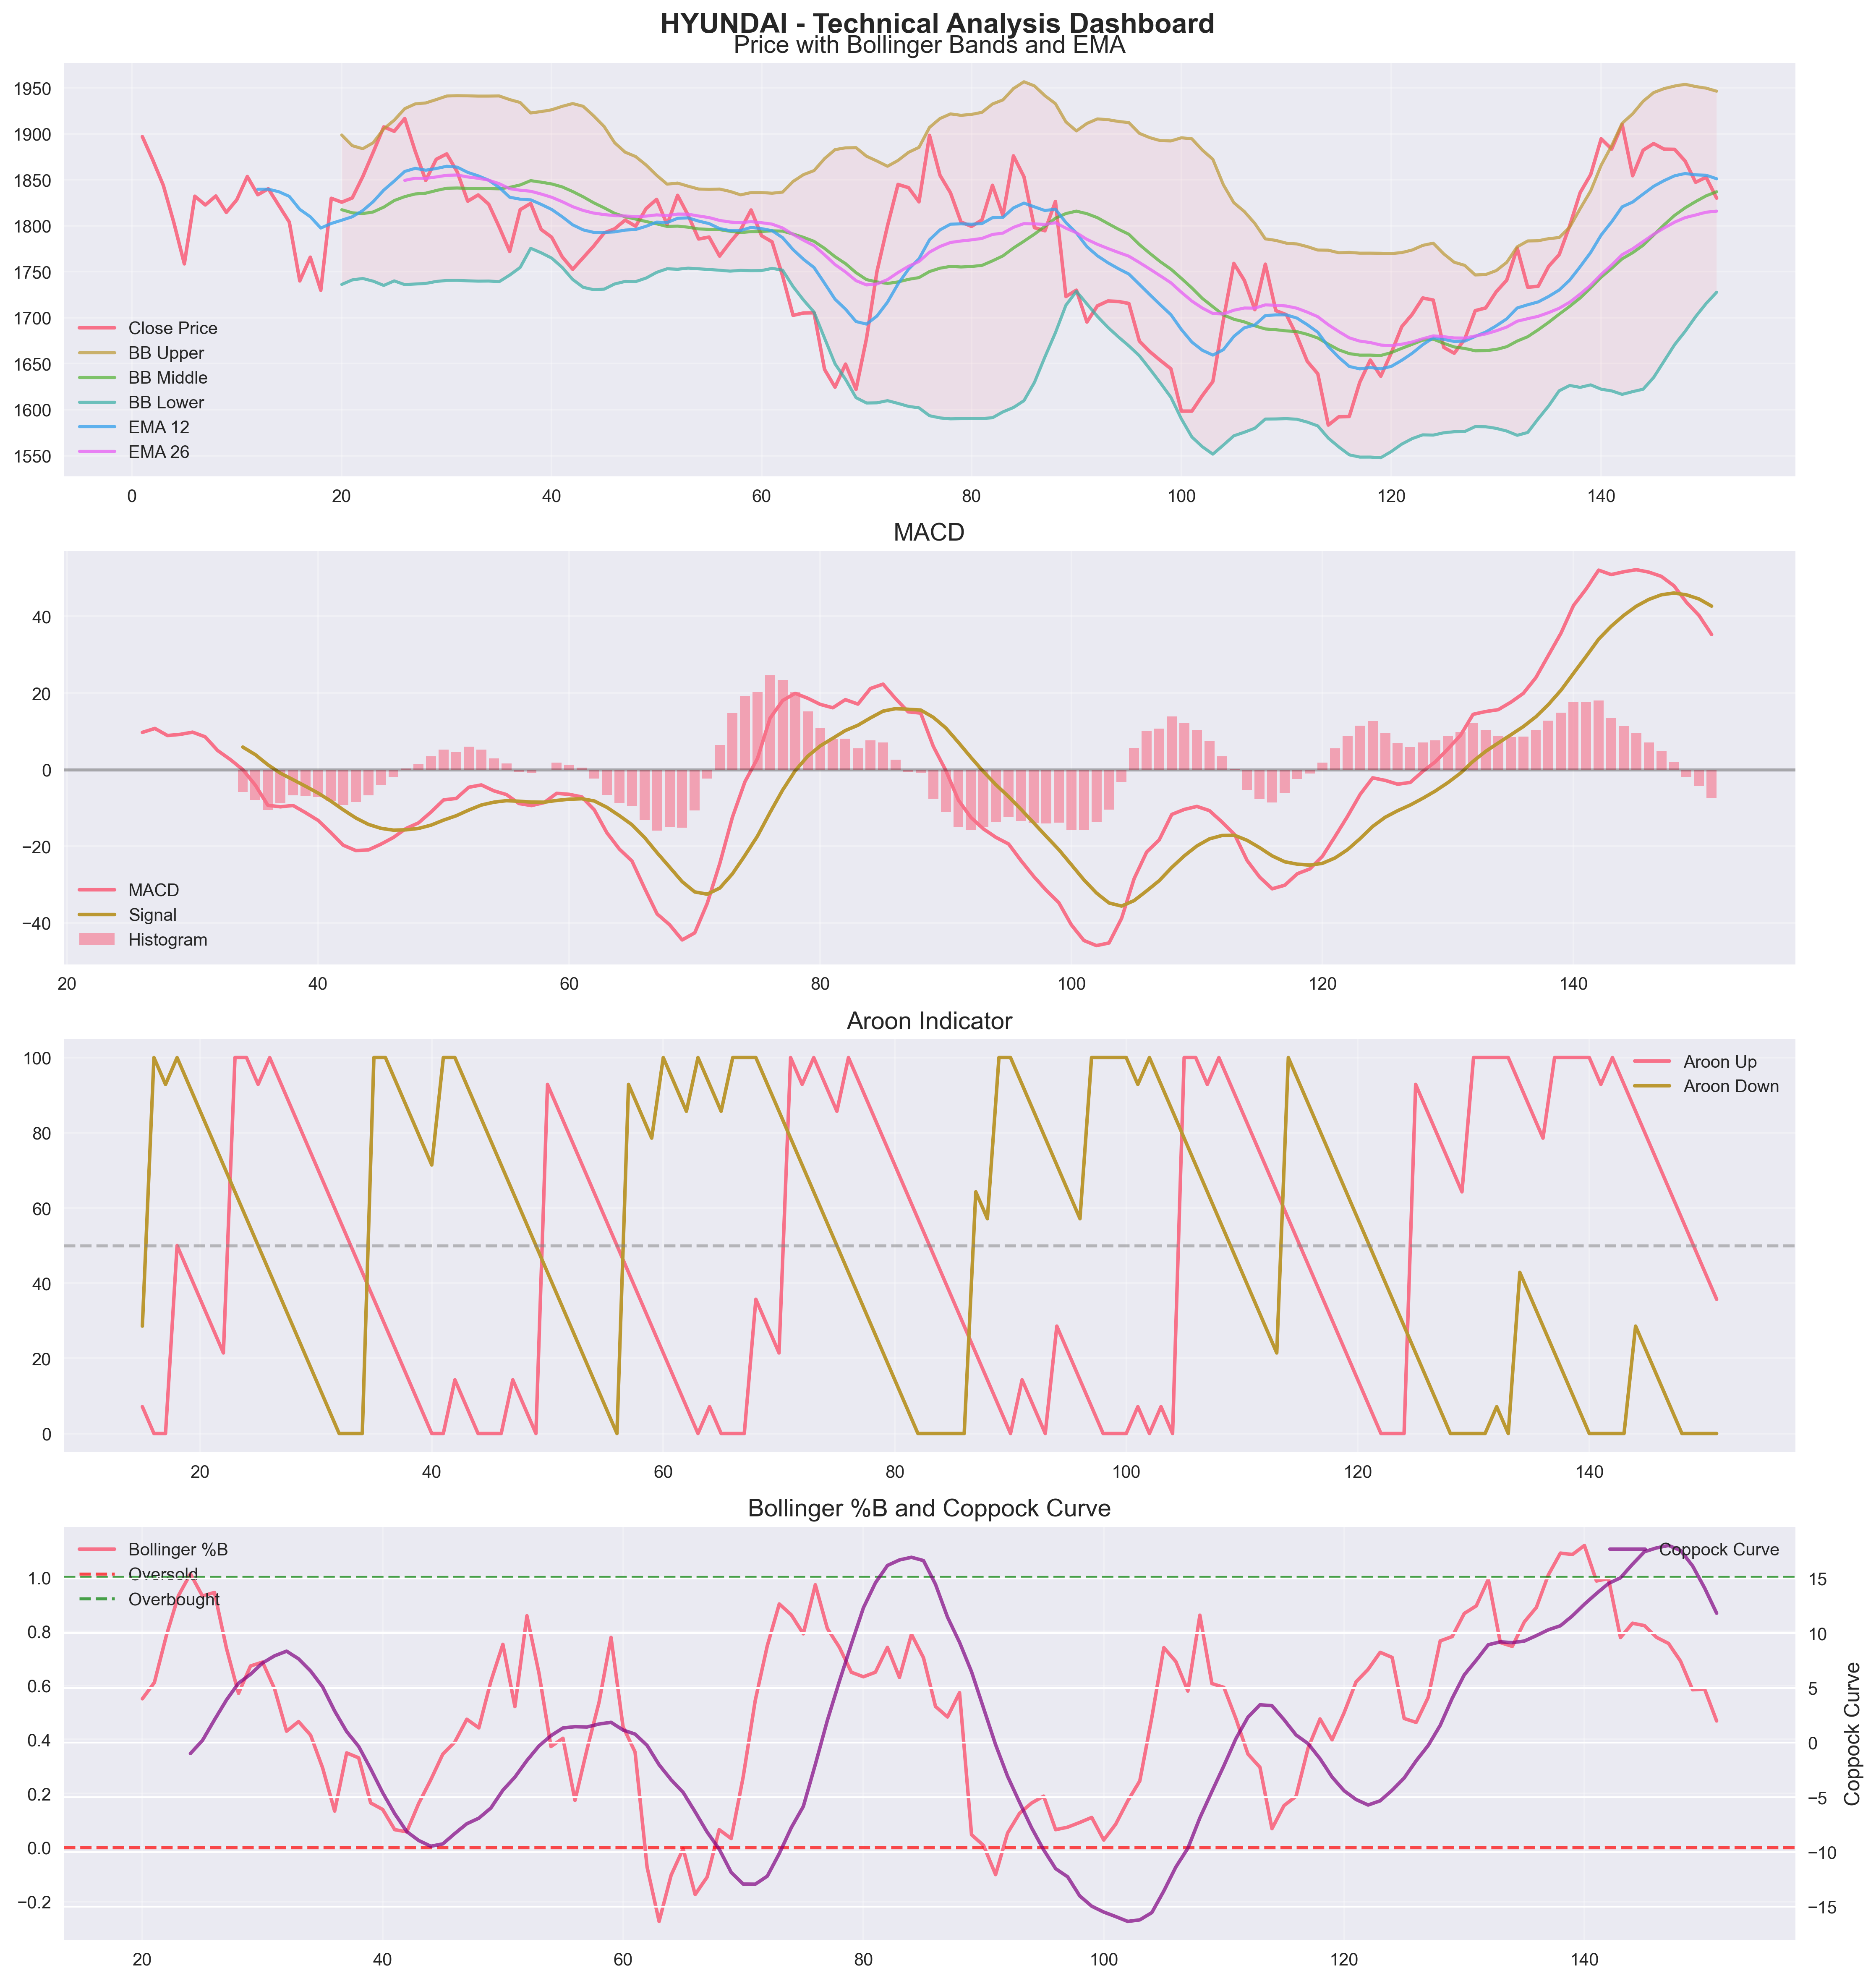 HYUNDAI - Technical Analysis Dashboard
Price with Bollinger Bands and EMA
1950
1900
1850
1800
1750
1700
1650
1600
1550
Close Price
BB Upper
BB Middle
BB Lower
EMA 12
EMA 26
0 20 40 60 80 100 120 140
MACD
40
20
0
−20
−40
MACD
Signal
Histogram
20 40 60 80 100 120 140
Aroon Indicator
100
80
60
40
20
0
Aroon Up
Aroon Down
20 40 60 80 100 120 140
Bollinger %B and Coppock Curve
1.0
0.8
0.6
0.4
0.2
0.0
−0.2
Bollinger %B
Oversold
Overbought
Coppock Curve
15
10
5
0
−5
−10
−15
Coppock Curve
20 40 60 80 100 120 140